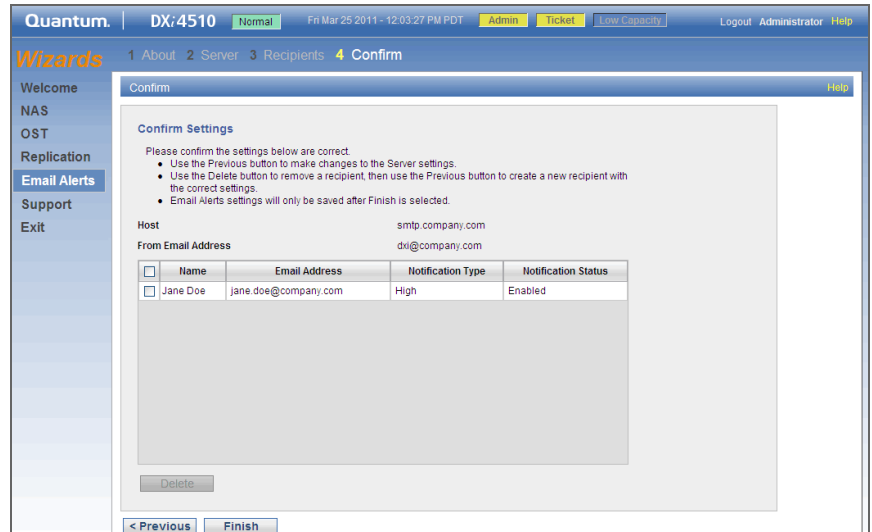 Quantum. DXi4510 Normal Fri Mar 25 2011 - 12:03:27 PM PDT Admin Ticket Low Capacity Logout Administrator Help
Wizards 1 About 2 Server 3 Recipients 4 Confirm
Welcome
NAS
OST
Replication
Email Alerts
Support
Exit
Confirm Help
Confirm Settings
Please confirm the settings below are correct.
• Use the Previous button to make changes to the Server settings.
• Use the Delete button to remove a recipient, then use the Previous button to create a new recipient with
the correct settings.
• Email Alerts settings will only be saved after Finish is selected.
Host smtp.company.com
From Email Address dxi@company.com
Name Email Address Notification Type Notification Status
Jane Doe jane.doe@company.com High Enabled
Delete
< Previous Finish